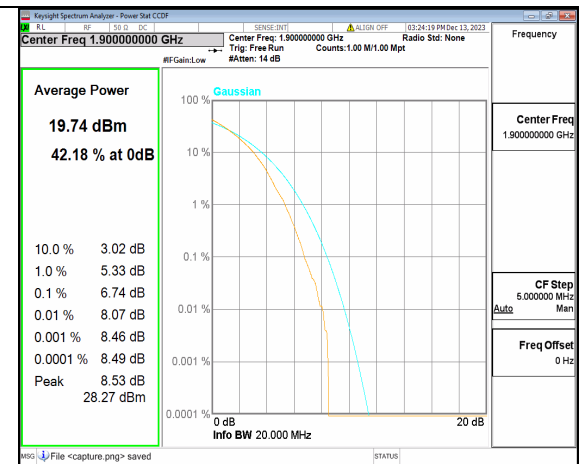 Keysight Spectrum Analyzer - Power Stat CCDF
RL RF 50 Ω DC SENSE:INT ALIGN OFF 03:24:19 PM Dec 13, 2023
Center Freq 1.900000000 GHz
Center Freq: 1.900000000 GHz Radio Std: None
Trig: Free Run Counts:1.00 M/1.00 Mpt
#IFGain:Low #Atten: 14 dB
Frequency
Average Power
19.74 dBm
42.18 % at 0dB
10.0 % 3.02 dB
1.0 % 5.33 dB
0.1 % 6.74 dB
0.01 % 8.07 dB
0.001 % 8.46 dB
0.0001 % 8.49 dB
Peak 8.53 dB
28.27 dBm
Gaussian
100 %
10 %
1 %
0.1 %
0.01 %
0.001 %
0.0001 %
0 dB 20 dB
Info BW 20.000 MHz
Center Freq
1.900000000 GHz
CF Step
5.000000 MHz
Auto Man
Freq Offset
0 Hz
MSG File <capture.png> saved STATUS